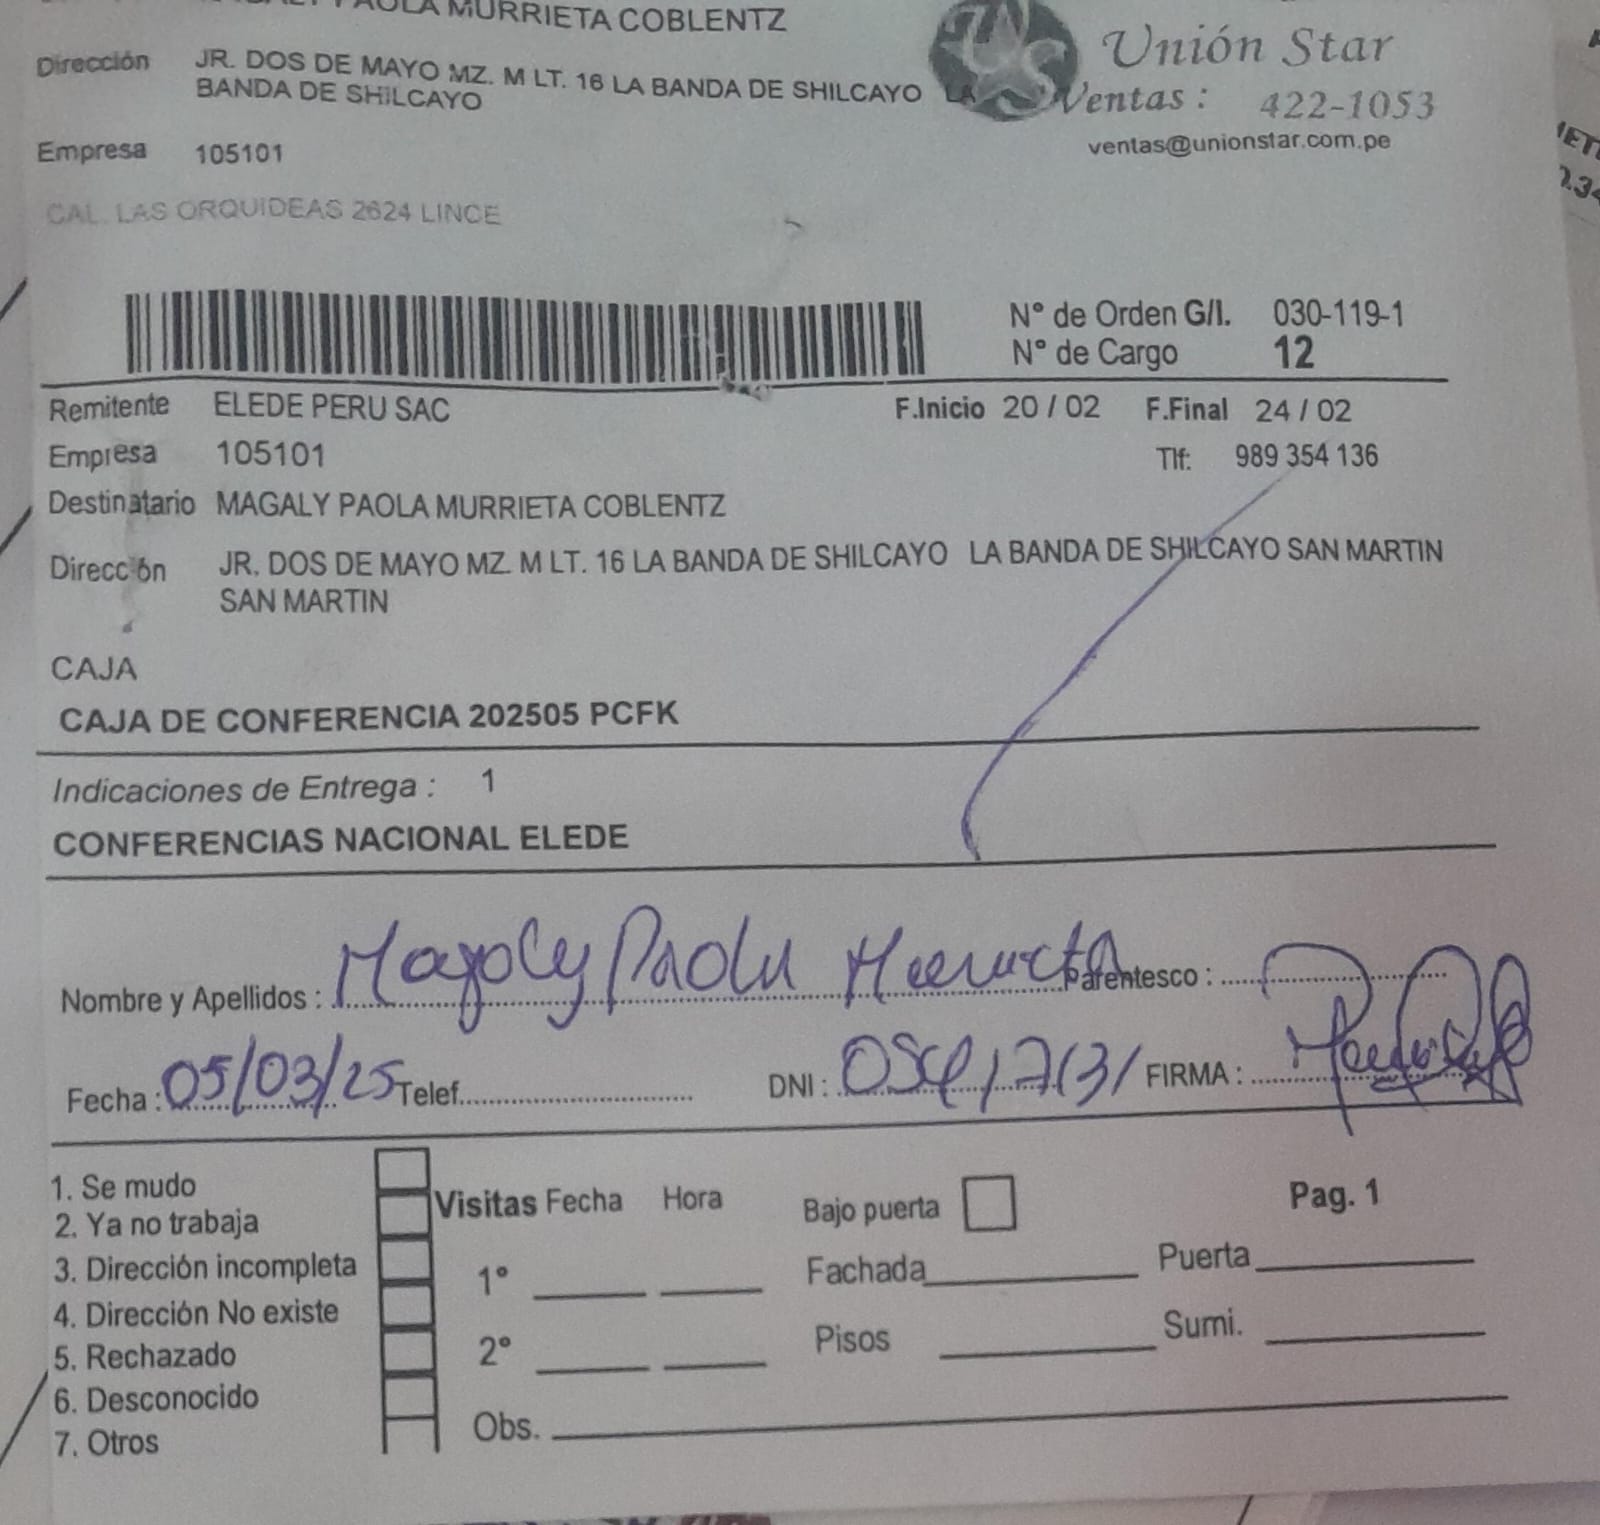 PAOLA MURRIETA COBLENTZ
Dirección JR. DOS DE MAYO MZ. M LT. 16 LA BANDA DE SHILCAYO LA
BANDA DE SHILCAYO
Unión Star
Ventas : 422-1053
ventas@unionstar.com.pe
Empresa 105101
CAL. LAS ORQUIDEAS 2624 LINCE
N° de Orden G/I. 030-119-1
N° de Cargo 12
Remitente ELEDE PERU SAC F.Inicio 20 / 02 F.Final 24 / 02
Empresa 105101 Tlf: 989 354 136
Destinatario MAGALY PAOLA MURRIETA COBLENTZ
Dirección JR. DOS DE MAYO MZ. M LT. 16 LA BANDA DE SHILCAYO LA BANDA DE SHILCAYO SAN MARTIN
SAN MARTIN
CAJA
CAJA DE CONFERENCIA 202505 PCFK
Indicaciones de Entrega : 1
CONFERENCIAS NACIONAL ELEDE
Nombre y Apellidos : Magaly Paola Murrieta Parentesco :
Fecha : 05/03/25 Telef. DNI : FIRMA :
1. Se mudo
2. Ya no trabaja
3. Dirección incompleta
4. Dirección No existe
5. Rechazado
6. Desconocido
7. Otros
Visitas Fecha Hora
1°
2°
Obs.
Bajo puerta Pag. 1
Fachada Puerta
Pisos Sumi.